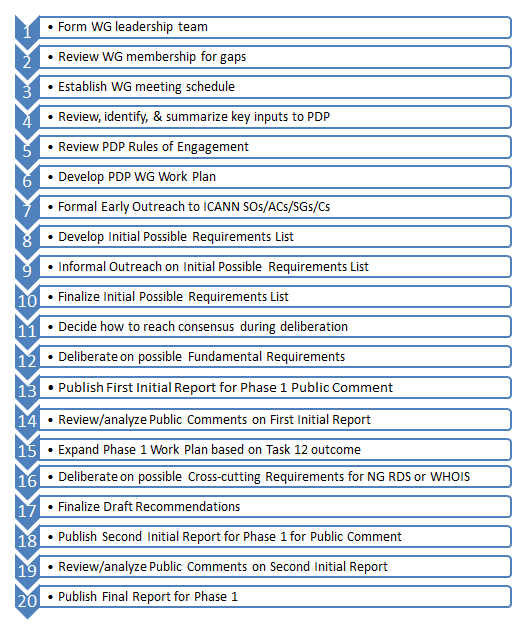 1 • Form WG leadership team
2 • Review WG membership for gaps
3 • Establish WG meeting schedule
4 • Review, identify, & summarize key inputs to PDP
5 • Review PDP Rules of Engagement
6 • Develop PDP WG Work Plan
7 • Formal Early Outreach to ICANN SOs/ACs/SGs/Cs
8 • Develop Initial Possible Requirements List
9 • Informal Outreach on Initial Possible Requirements List
10 • Finalize Initial Possible Requirements List
11 • Decide how to reach consensus during deliberation
12 • Deliberate on possible Fundamental Requirements
13 • Publish First Initial Report for Phase 1 Public Comment
14 • Review/analyze Public Comments on First Initial Report
15 • Expand Phase 1 Work Plan based on Task 12 outcome
16 • Deliberate on possible Cross-cutting Requirements for NG RDS or WHOIS
17 • Finalize Draft Recommendations
18 • Publish Second Initial Report for Phase 1 for Public Comment
19 • Review/analyze Public Comments on Second Initial Report
20 • Publish Final Report for Phase 1